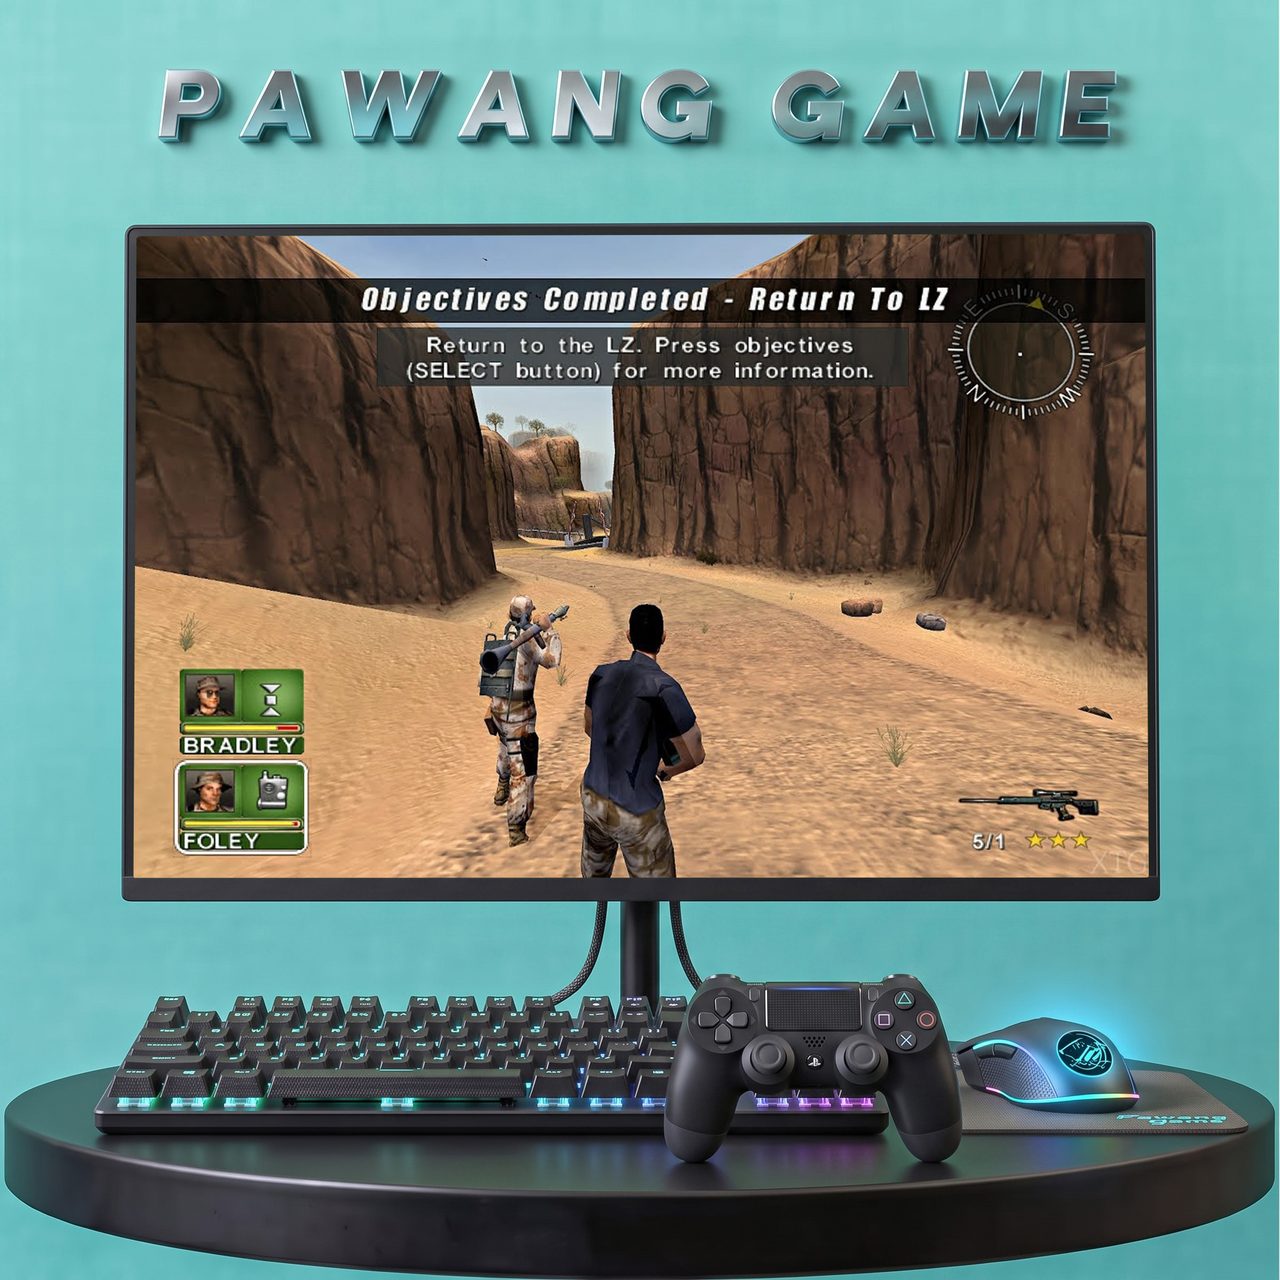 PAWANG GAME
Objectives Completed - Return To LZ
Return to the LZ. Press objectives
(SELECT button) for more information.
E
S
N
W
BRADLEY
FOLEY
5/1
XTG
Pawang
game